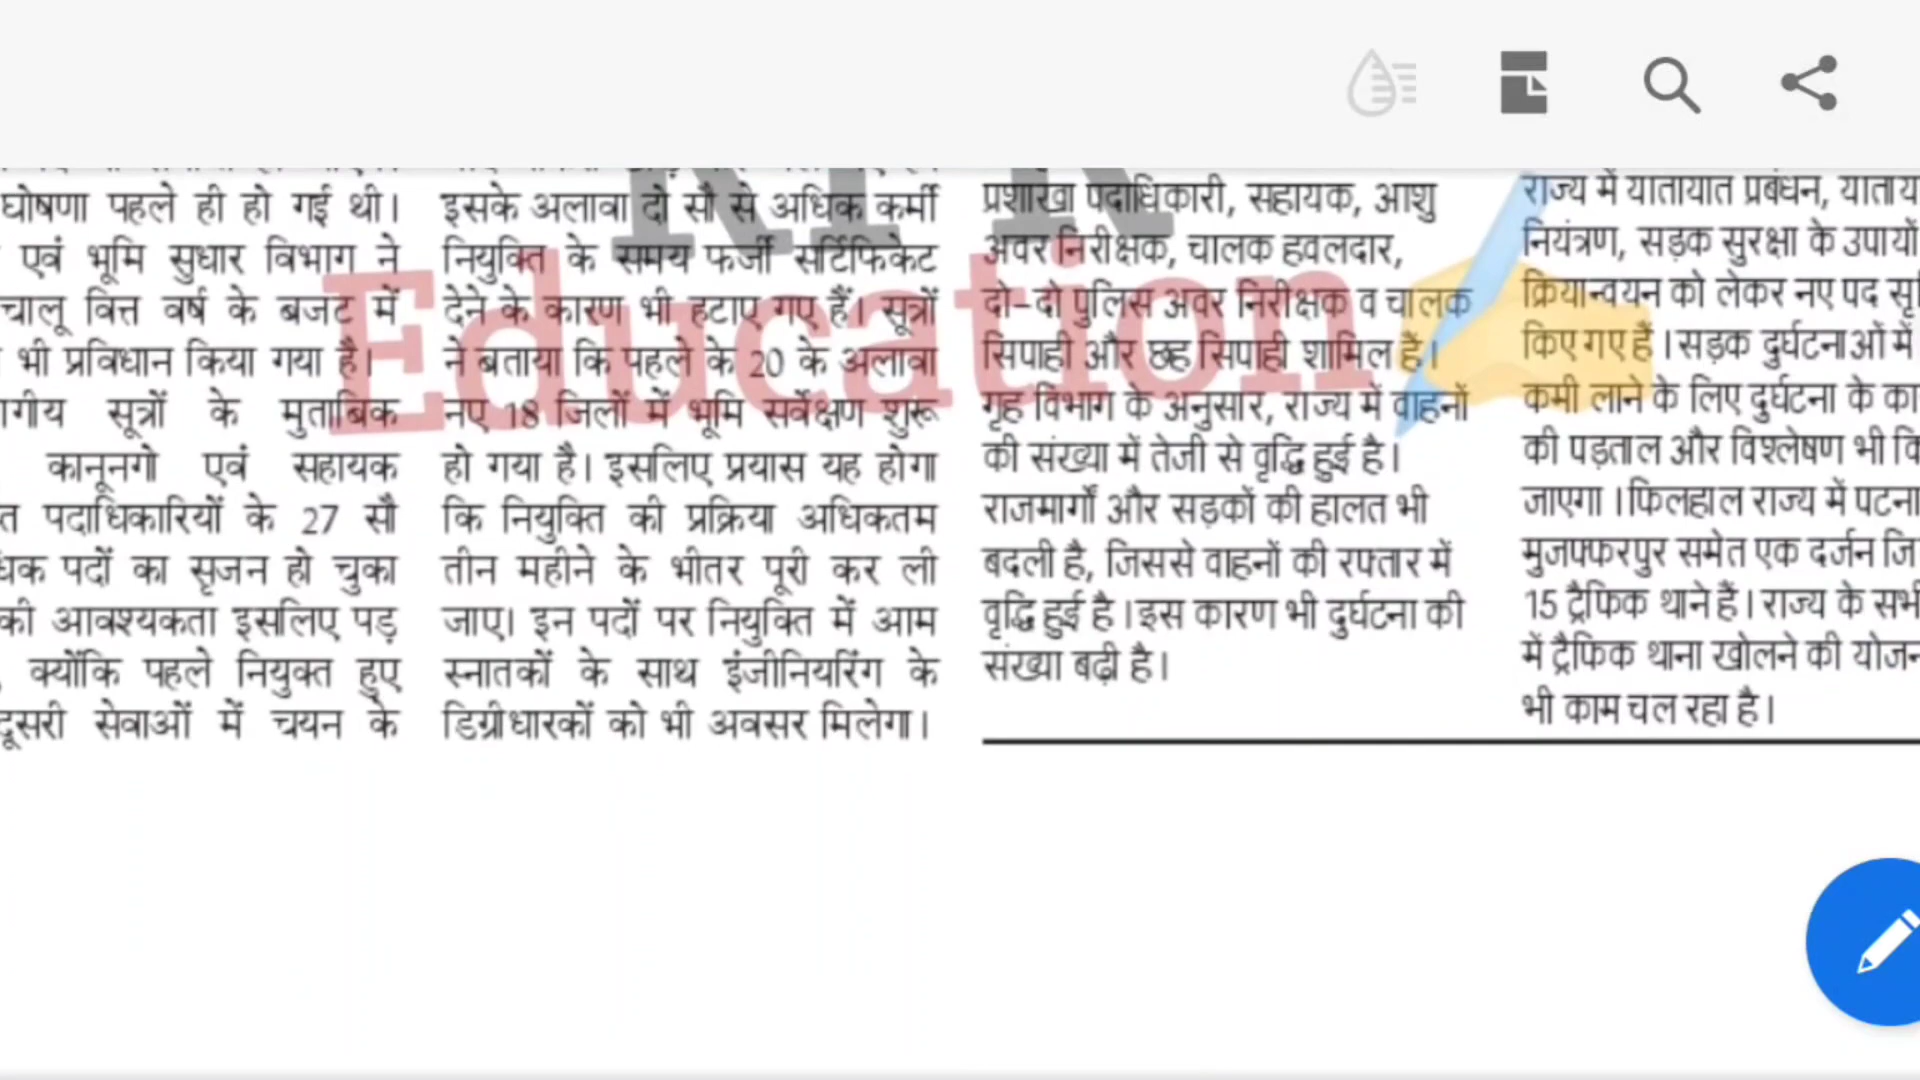 घोषणा पहले ही हो गई थी।
एवं भूमि सुधार विभाग ने
चालू वित्त वर्ष के बजट में
भी प्रविधान किया गया है।
सूत्रों के मुताबिक
कानूनगो एवं सहायक
पदाधिकारियों के 27 सौ
पदों का सृजन हो चुका
की आवश्यकता इसलिए पड़
क्योंकि पहले नियुक्त हुए
दूसरी सेवाओं में चयन के
इसके अलावा दो सौ से अधिक कर्मी
नियुक्ति के समय फर्जी सर्टिफिकेट
देने के कारण भी हटाए गए हैं। सूत्रों
ने बताया कि पहले के 20 के अलावा
नए 18 जिलों में भूमि सर्वेक्षण शुरू
हो गया है। इसलिए प्रयास यह होगा
कि नियुक्ति की प्रक्रिया अधिकतम
तीन महीने के भीतर पूरी कर ली
जाए। इन पदों पर नियुक्ति में आम
स्नातकों के साथ इंजीनियरिंग के
डिग्रीधारकों को भी अवसर मिलेगा।
प्रशाखा पदाधिकारी, सहायक, आशु
अवर निरीक्षक, चालक हवलदार,
दो-दो पुलिस अवर निरीक्षक व चालक
सिपाही और छह सिपाही शामिल हैं।
गृह विभाग के अनुसार, राज्य में वाहनों
की संख्या में तेजी से वृद्धि हुई है।
राजमार्गों और सड़कों की हालत भी
बदली है, जिससे वाहनों की रफ्तार में
वृद्धि हुई है। इस कारण भी दुर्घटना की
संख्या बढ़ी है।
राज्य में यातायात प्रबंधन,
नियंत्रण, सड़क सुरक्षा के उपायों
क्रियान्वयन को लेकर नए पद
किए गए हैं। सड़क दुर्घटनाओं में
कमी लाने के लिए दुर्घटना के
की पड़ताल और विश्लेषण भी
जाएगा। फिलहाल राज्य में पटना
मुजफ्फरपुर समेत एक दर्जन
15 ट्रैफिक थाने हैं। राज्य के
में ट्रैफिक थाना खोलने की
भी काम चल रहा है।
Education